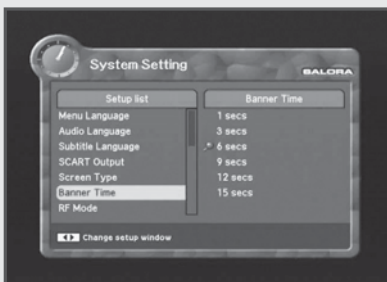 System Setting
SALORA
Setup list
Banner Time
Menu Language
1 secs
Audio Language
3 secs
Subtitle Language
6 secs
SCART Output
9 secs
Screen Type
12 secs
Banner Time
15 secs
RF Mode
Change setup window